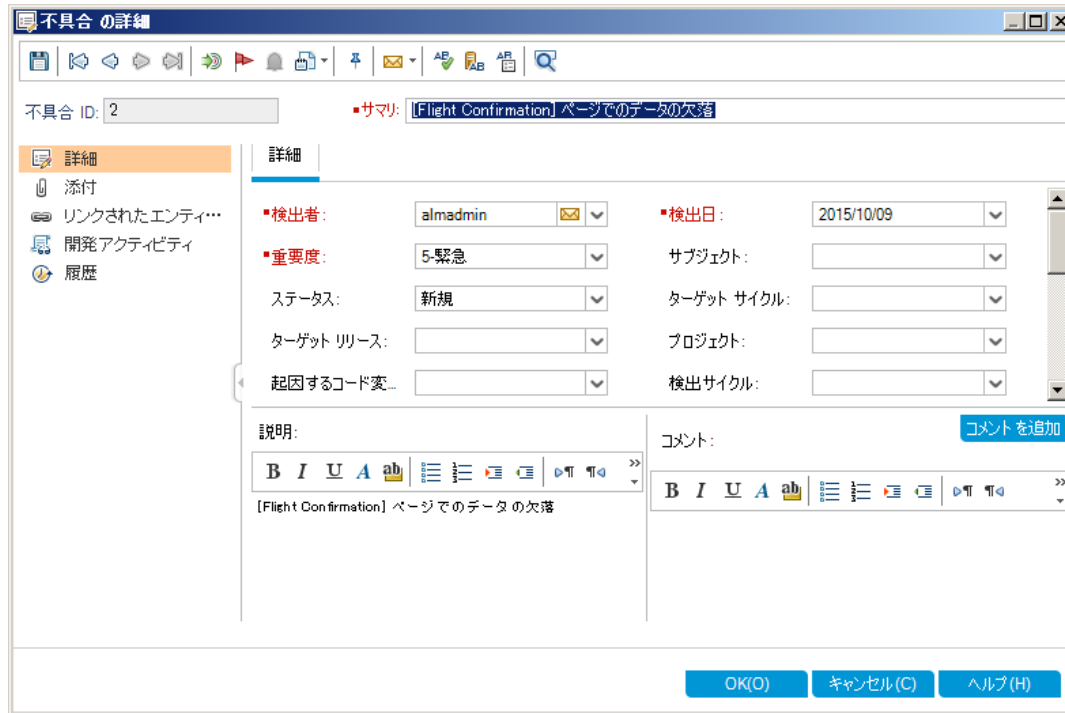 不具合 の詳細
不具合 ID: 2
▪サマリ: [Flight Confirmation] ページでのデータの欠落
詳細
添付
リンクされたエンティ…
開発アクティビティ
履歴
詳細
▪検出者: almadmin
▪検出日: 2015/10/09
▪重要度: 5-緊急
サブジェクト:
ステータス: 新規
ターゲット サイクル:
ターゲット リリース:
プロジェクト:
起因するコード変...
検出サイクル:
説明:
B I U A ab
[Flight Confirmation] ページでのデータの欠落
コメント:
コメントを追加
B I U A ab
OK(O)
キャンセル(C)
ヘルプ(H)